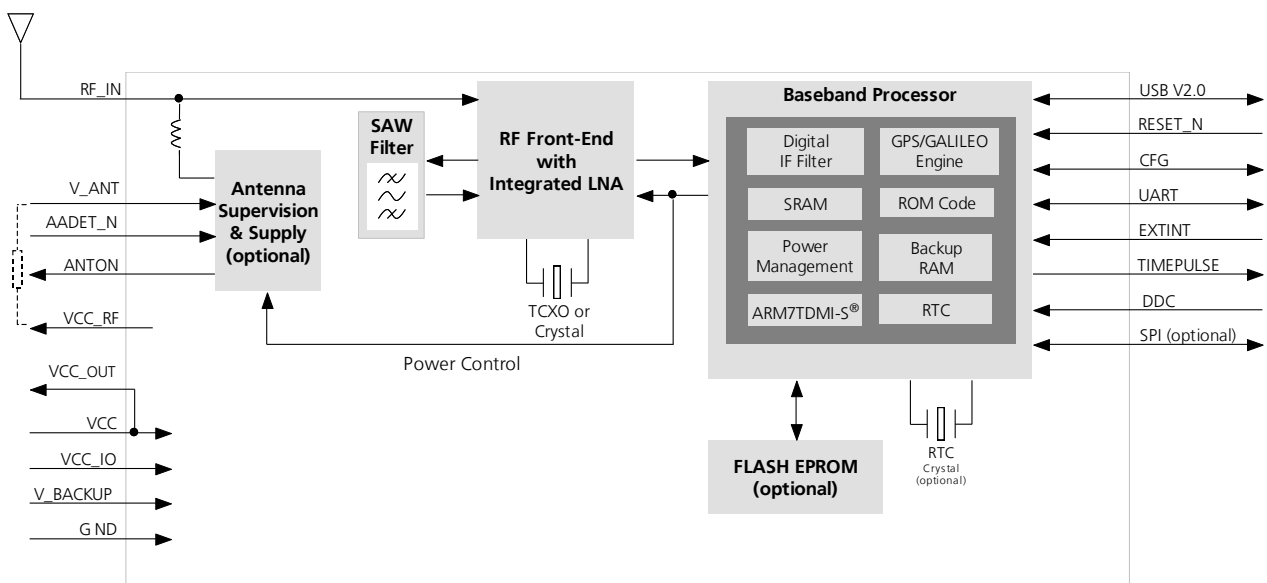 RF_IN
V_ANT
AADET_N
ANTON
VCC_RF
VCC_OUT
VCC
VCC_IO
V_BACKUP
G ND
Antenna
Supervision
& Supply
(optional)
SAW
Filter
RF Front-End
with
Integrated LNA
TCXO or
Crystal
Power Control
Baseband Processor
Digital
IF Filter
GPS/GALILEO
Engine
SRAM
ROM Code
Power
Management
Backup
RAM
ARM7TDMI-S®
RTC
FLASH EPROM
(optional)
RTC
Crystal
(optional)
USB V2.0
RESET_N
CFG
UART
EXTINT
TIMEPULSE
DDC
SPI (optional)